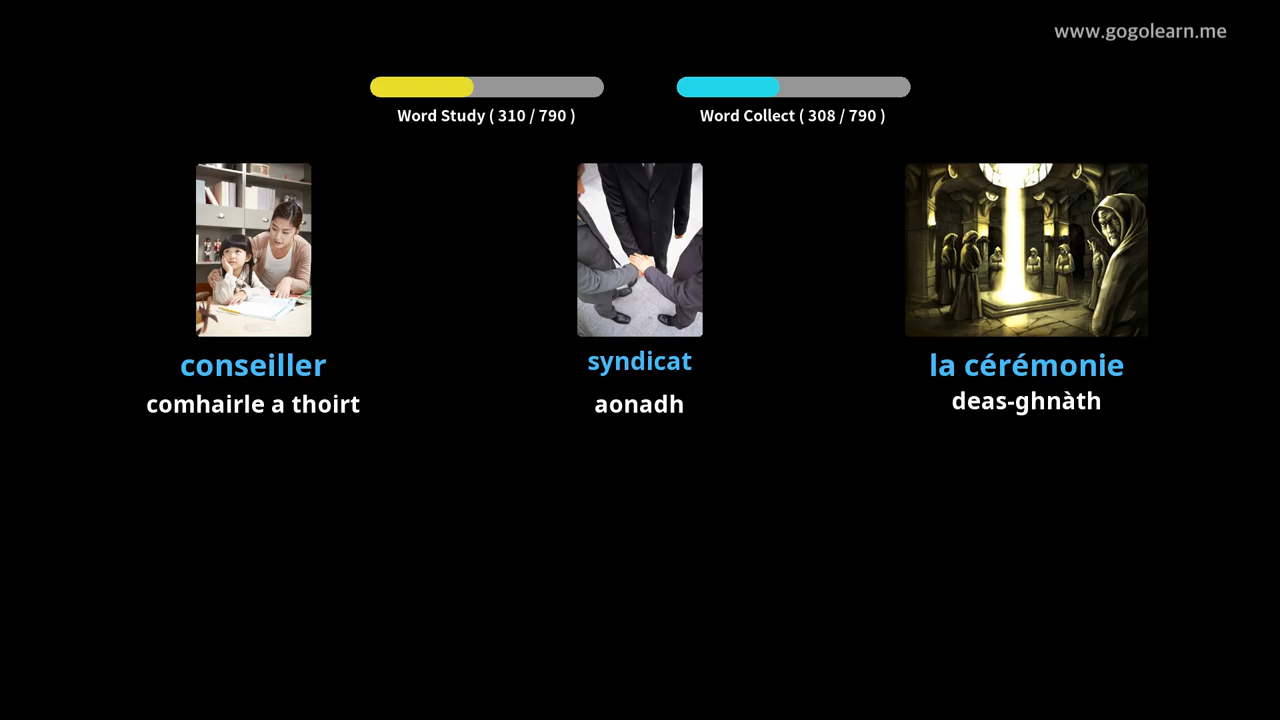 www.gogolearn.me
Word Study ( 310 / 790 )
Word Collect ( 308 / 790 )
conseiller
comhairle a thoirt
syndicat
aonadh
la cérémonie
deas-ghnàth